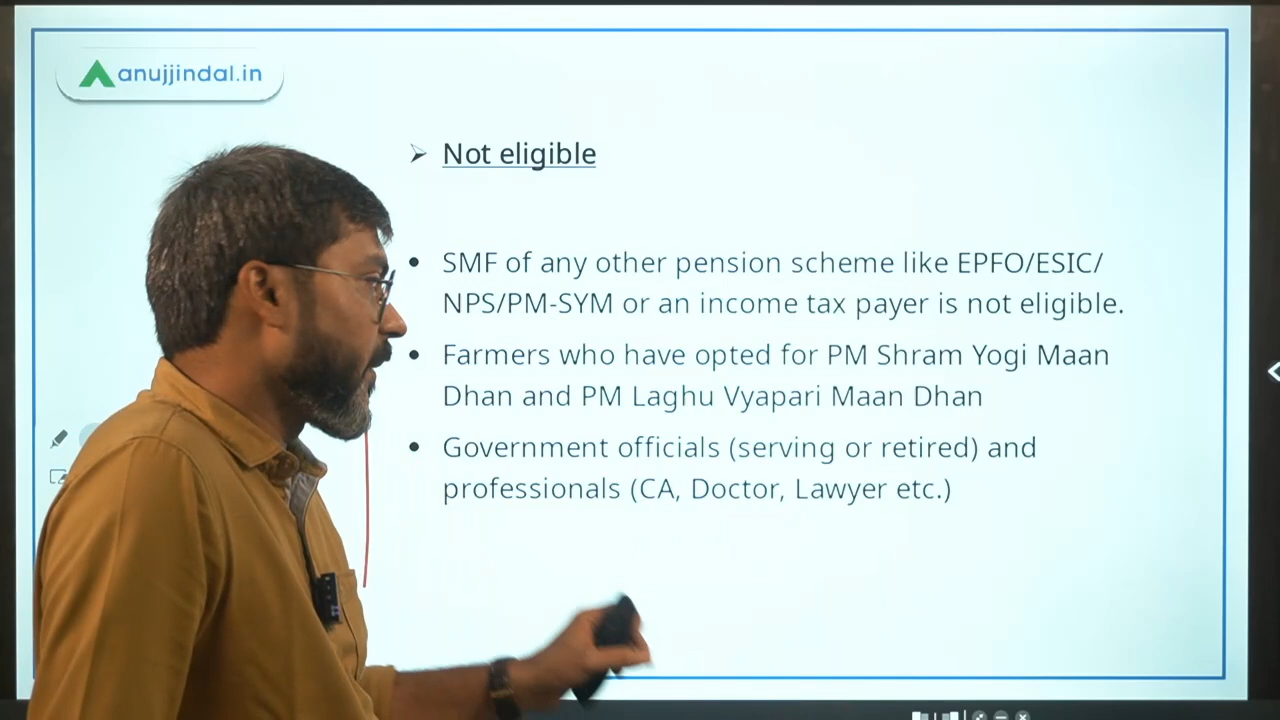 anujjindal.in
Not eligible
SMF of any other pension scheme like EPFO/ESIC/
NPS/PM-SYM or an income tax payer is not eligible.
Farmers who have opted for PM Shram Yogi Maan
Dhan and PM Laghu Vyapari Maan Dhan
Government officials (serving or retired) and
professionals (CA, Doctor, Lawyer etc.)